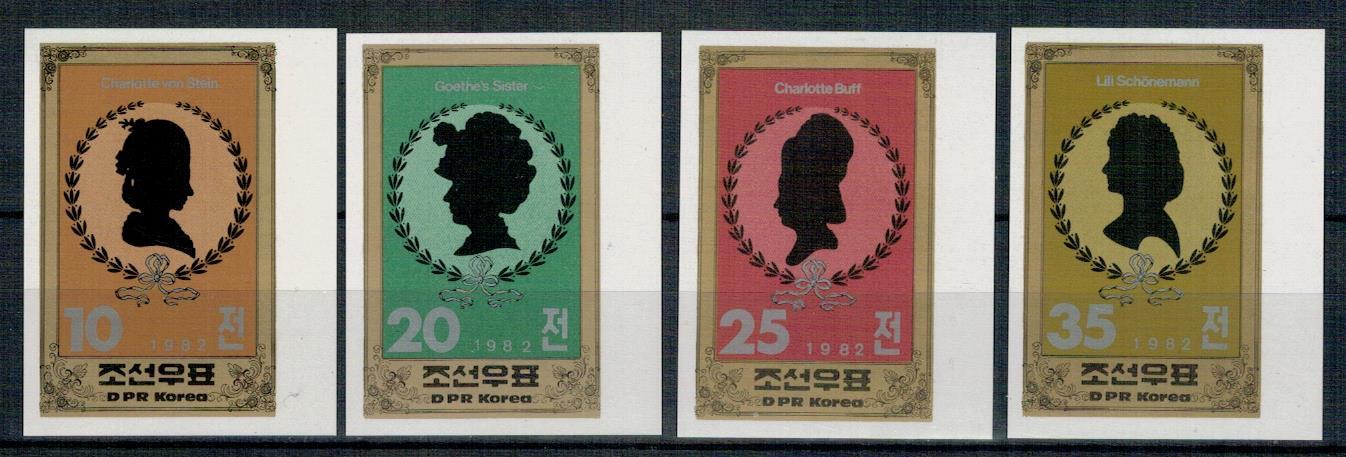 Charlotte von Stein
10 전
1982
조선우표
DPR Korea
Goethe's Sister
20 전
1982
조선우표
DPR Korea
Charlotte Buff
25 전
1982
조선우표
DPR Korea
Lili Schönemann
35 전
1982
조선우표
DPR Korea